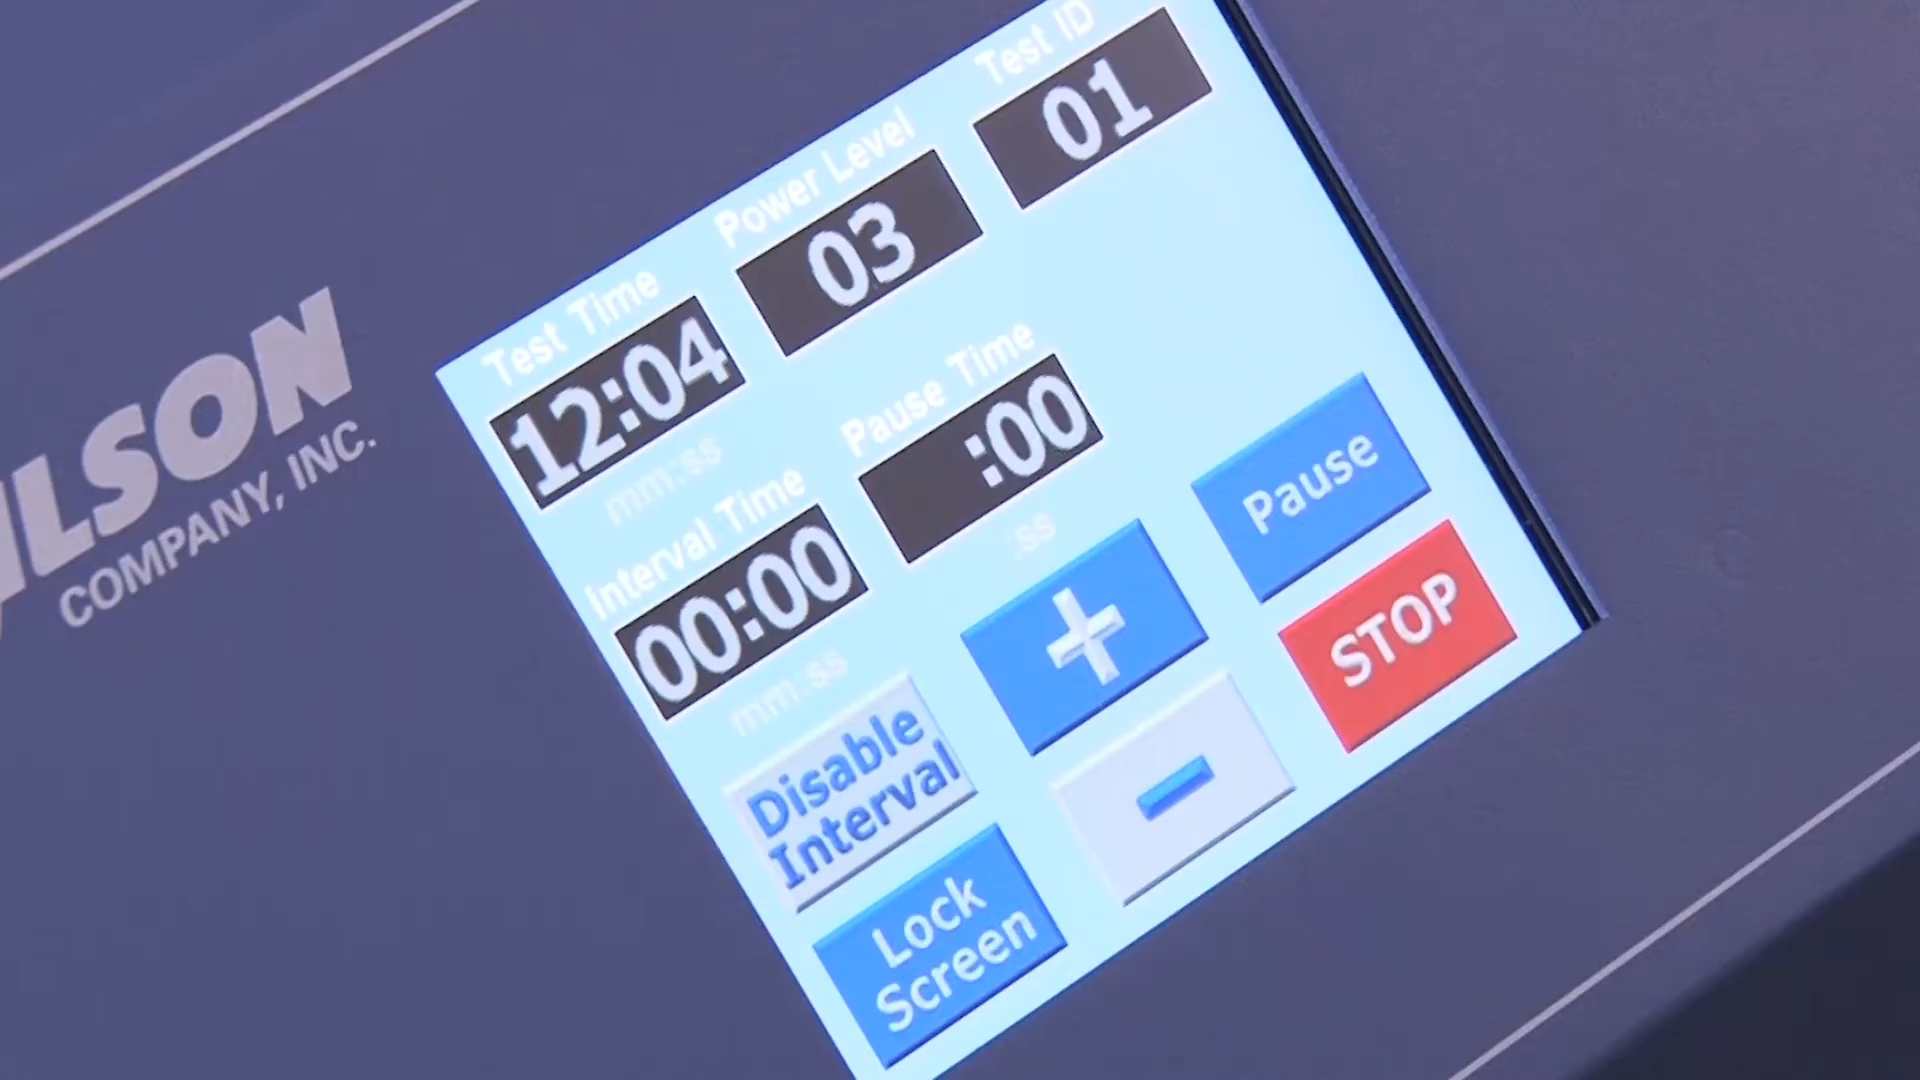 ILSON
COMPANY, INC.
Test Time
12:04
mm:ss
Power Level
03
Test ID
01
Interval Time
00:00
mm:ss
Pause Time
:00
:ss
Disable
Interval
+
-
Pause
STOP
Lock
Screen